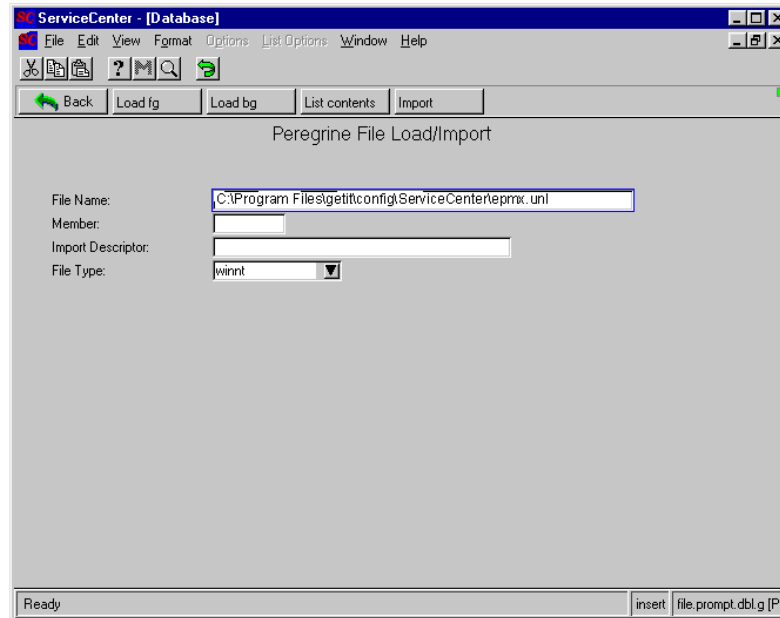 SC ServiceCenter - [Database]
SC File Edit View Format Options List Options Window Help
? M
Back Load fg Load bg List contents Import
Peregrine File Load/Import
File Name: C:\Program Files\getit\config\ServiceCenter\epmx.unl
Member:
Import Descriptor:
File Type: winnt
Ready insert file.prompt.dbl.g [P